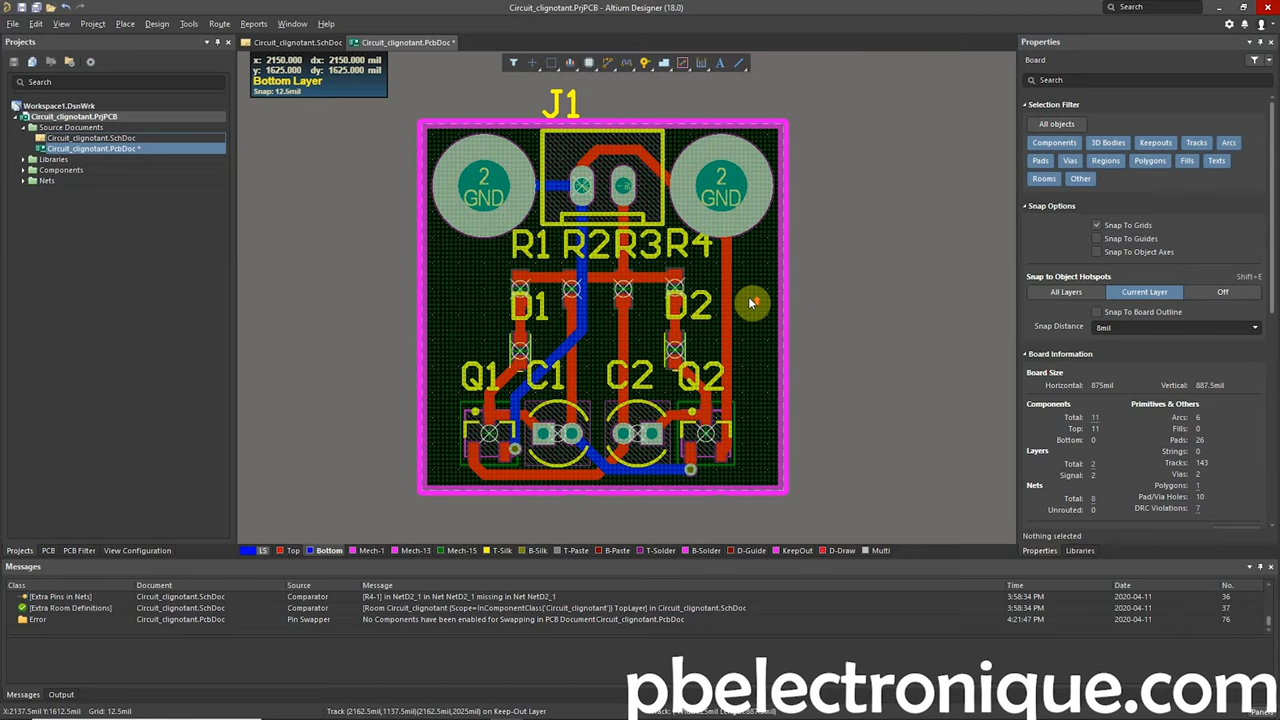 Circuit_clignotant.PrjPCB - Altium Designer (18.0)
Search
File Edit View Project Place Design Tools Route Reports Window Help
Projects
Search
Workspace1.DsnWrk
Circuit_clignotant.PrjPCB
Source Documents
Circuit_clignotant.SchDoc
Circuit_clignotant.PcbDoc *
Libraries
Components
Nets
Circuit_clignotant.SchDoc Circuit_clignotant.PcbDoc *
x: 2150.000 dx: 2150.000 mil
y: 1625.000 dy: 1625.000 mil
Bottom Layer
Snap: 12.5mil
J1
2
GND
2
GND
R1 R2 R3 R4
D1 D2
Q1 C1 C2 Q2
Properties
Board
Search
Selection Filter
All objects
Components 3D Bodies Keepouts Tracks Arcs
Pads Vias Regions Polygons Fills Texts
Rooms Other
Snap Options
Snap To Grids
Snap To Guides
Snap To Object Axes
Snap to Object Hotspots Shift+E
All Layers Current Layer Off
Snap To Board Outline
Snap Distance 8mil
Board Information
Board Size
Horizontal: 875mil Vertical: 887.5mil
Components Primitives & Others
Total: 11 Arcs: 6
Top: 11 Fills: 0
Bottom: 0 Pads: 26
Layers Strings: 0
Total: 2 Tracks: 143
Signal: 2 Vias: 2
Nets Polygons: 1
Total: 8 Pad/Via Holes: 10
Unrouted: 0 DRC Violations: 7
Nothing selected
Projects PCB PCB Filter View Configuration
LS Top Bottom Mech-1 Mech-13 Mech-15 T-Silk B-Silk T-Paste B-Paste T-Solder B-Solder D-Guide KeepOut D-Draw Multi
Properties Libraries
Messages
Class Document Source Message Time Date No.
[Extra Pins in Nets] Circuit_clignotant.SchDoc Comparator [R4-1] in NetD2_1 in Net NetD2_1 missing in Net NetD2_1 3:58:34 PM 2020-04-11 36
[Extra Room Definitions] Circuit_clignotant.SchDoc Comparator [Room Circuit_clignotant (Scope=InComponentClass('Circuit_clignotant')) TopLayer] in Circuit_clignotant.SchDoc 3:58:34 PM 2020-04-11 37
Error Circuit_clignotant.PcbDoc Pin Swapper No Components have been enabled for Swapping in PCB Document Circuit_clignotant.PcbDoc 4:21:47 PM 2020-04-11 76
Messages Output
pbelectronique.com
X:2137.5mil Y:1612.5mil Grid: 12.5mil Track (2162.5mil,1137.5mil)(2162.5mil,2025mil) on Keep-Out Layer